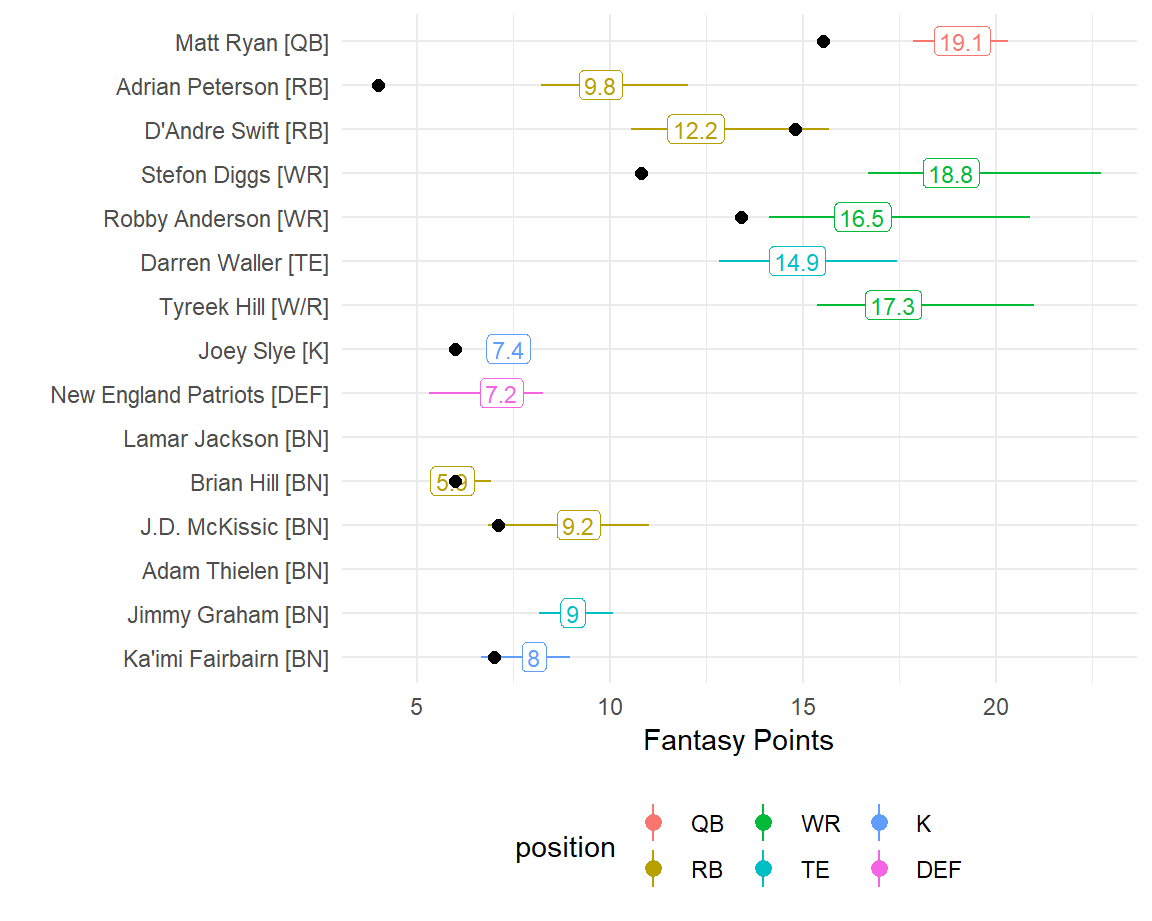 Matt Ryan [QB] 19.1
Adrian Peterson [RB] 9.8
D'Andre Swift [RB] 12.2
Stefon Diggs [WR] 18.8
Robby Anderson [WR] 16.5
Darren Waller [TE] 14.9
Tyreek Hill [W/R] 17.3
Joey Slye [K] 7.4
New England Patriots [DEF] 7.2
Lamar Jackson [BN]
Brian Hill [BN] 5.9
J.D. McKissic [BN] 9.2
Adam Thielen [BN]
Jimmy Graham [BN] 9
Ka'imi Fairbairn [BN] 8
5 10 15 20
Fantasy Points
position
QB WR K
RB TE DEF